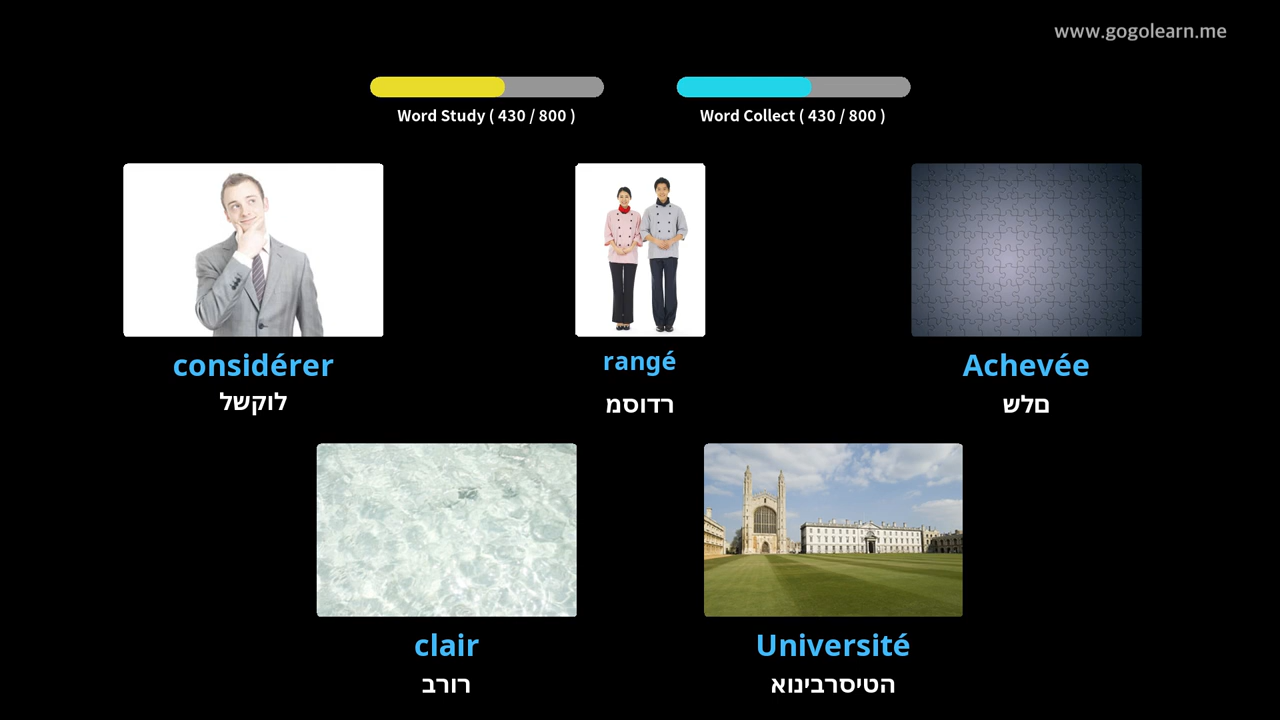 www.gogolearn.me
Word Study ( 430 / 800 )
Word Collect ( 430 / 800 )
considérer
לוקשל
rangé
רדוסמ
Achevée
םלש
clair
רורב
Université
הטיסרבינוא